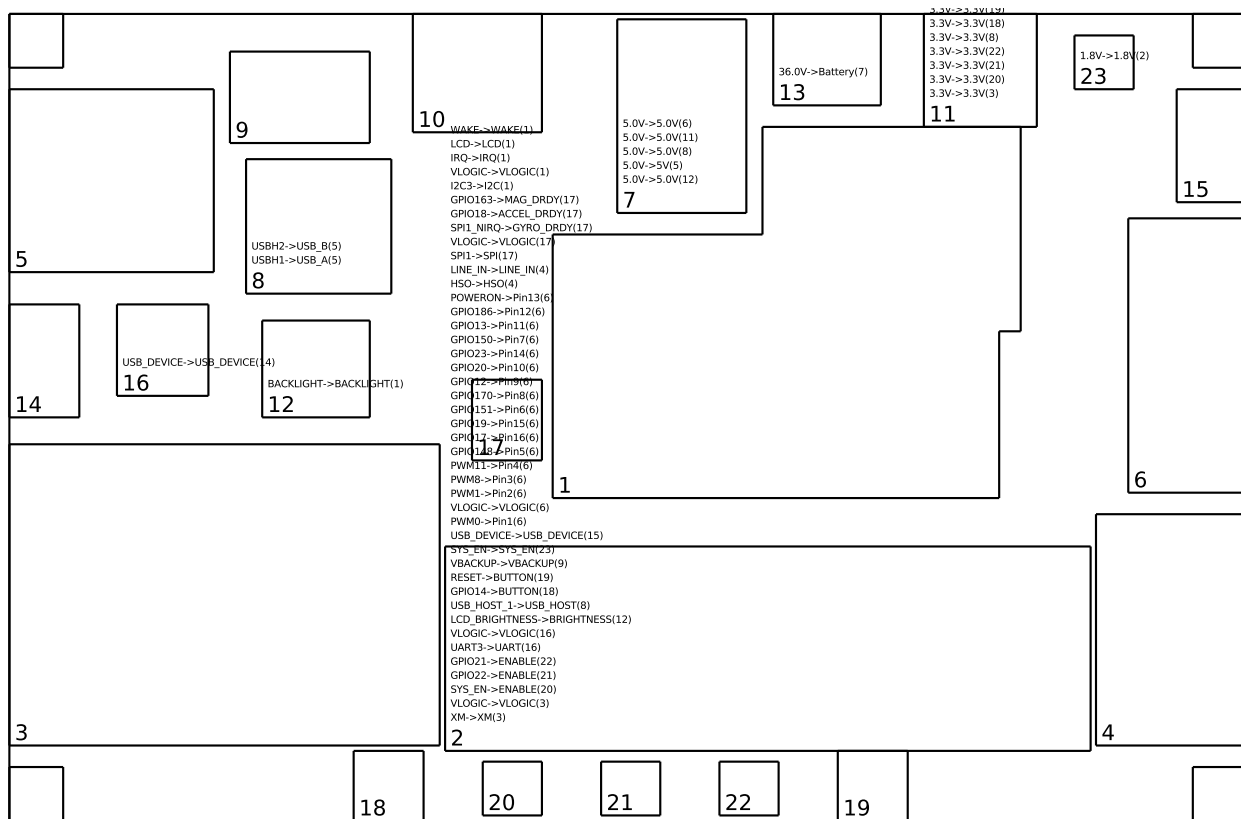 3.3V->3.3V(19)
3.3V->3.3V(18)
3.3V->3.3V(8)
3.3V->3.3V(22)
3.3V->3.3V(21)
3.3V->3.3V(20)
3.3V->3.3V(3)
11
1.8V->1.8V(2)
23
36.0V->Battery(7)
13
9
10
5.0V->5.0V(6)
5.0V->5.0V(11)
5.0V->5.0V(8)
5.0V->5V(5)
5.0V->5.0V(12)
7
15
5
USBH2->USB_B(5)
USBH1->USB_A(5)
8
14
USB_DEVICE->USB_DEVICE(14)
16
BACKLIGHT->BACKLIGHT(1)
12
17
1
6
WAKE->WAKE(1)
LCD->LCD(1)
IRQ->IRQ(1)
VLOGIC->VLOGIC(1)
I2C3->I2C(1)
GPIO163->MAG_DRDY(17)
GPIO18->ACCEL_DRDY(17)
SPI1_NIRQ->GYRO_DRDY(17)
VLOGIC->VLOGIC(17)
SPI1->SPI(17)
LINE_IN->LINE_IN(4)
HSO->HSO(4)
POWERON->Pin13(6)
GPIO186->Pin12(6)
GPIO13->Pin11(6)
GPIO150->Pin7(6)
GPIO23->Pin14(6)
GPIO20->Pin10(6)
GPIO12->Pin9(6)
GPIO170->Pin8(6)
GPIO151->Pin6(6)
GPIO19->Pin15(6)
GPIO17->Pin16(6)
GPIO148->Pin5(6)
PWM11->Pin4(6)
PWM8->Pin3(6)
PWM1->Pin2(6)
VLOGIC->VLOGIC(6)
PWM0->Pin1(6)
USB_DEVICE->USB_DEVICE(15)
SYS_EN->SYS_EN(23)
VBACKUP->VBACKUP(9)
RESET->BUTTON(19)
GPIO14->BUTTON(18)
USB_HOST_1->USB_HOST(8)
LCD_BRIGHTNESS->BRIGHTNESS(12)
VLOGIC->VLOGIC(16)
UART3->UART(16)
GPIO21->ENABLE(22)
GPIO22->ENABLE(21)
SYS_EN->ENABLE(20)
VLOGIC->VLOGIC(3)
XM->XM(3)
2
3
4
18
20
21
22
19